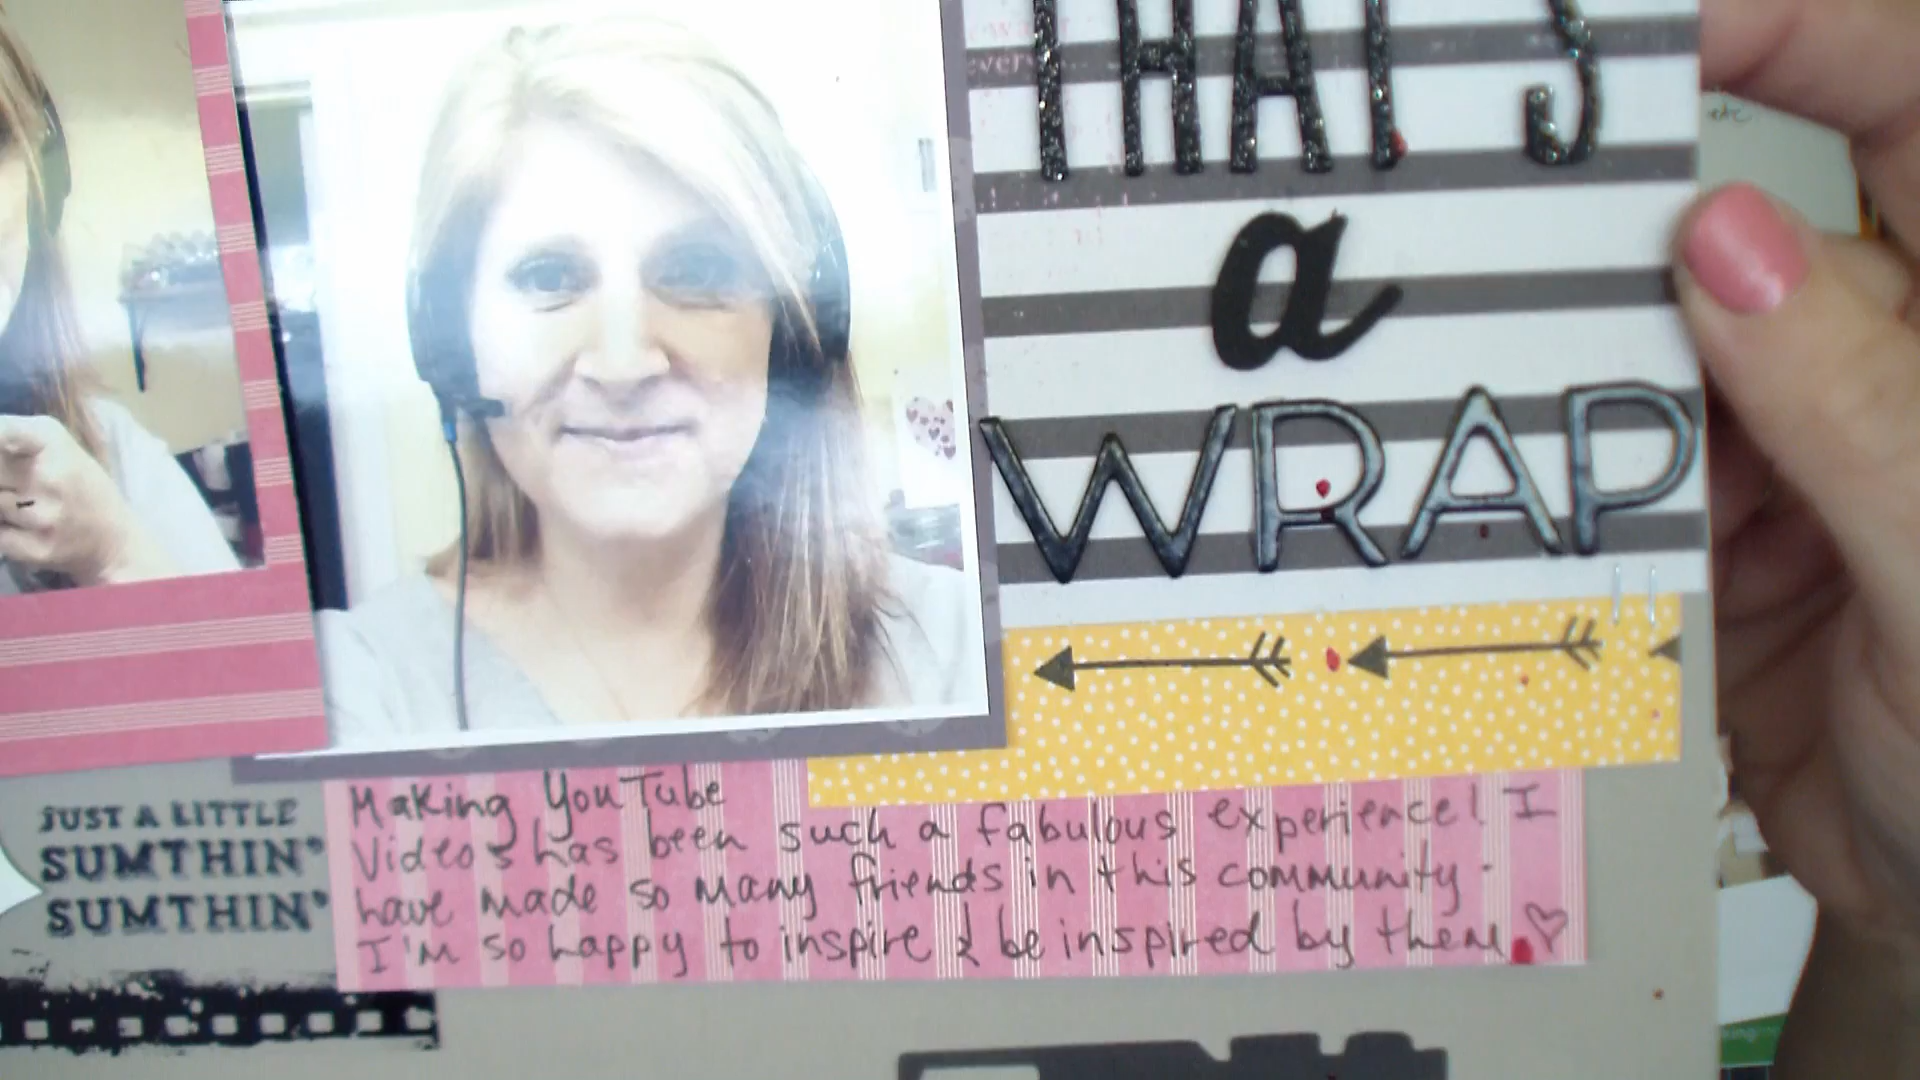 THAT'S
a
WRAP
JUST A LITTLE
SUMTHIN'
SUMTHIN'
Making YouTube
Videos has been such a fabulous experience! I
have made so many friends in this community -
I'm so happy to inspire & be inspired by them.♡